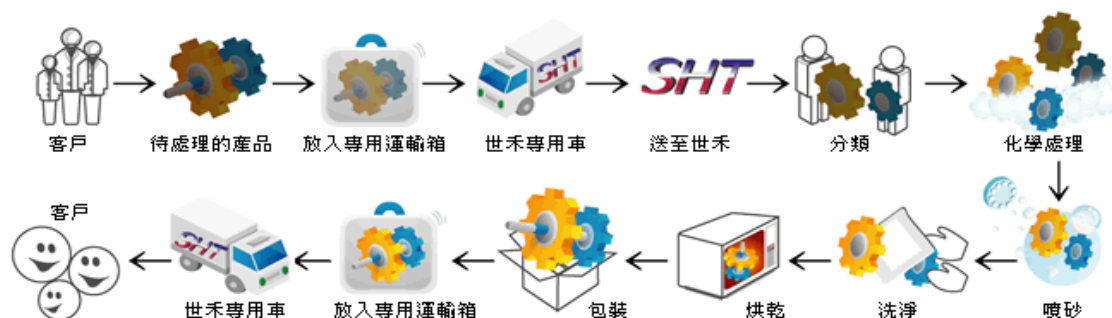 SHT
SHT
客戶
待處理的產品
放入專用運輸箱
世禾專用車
送至世禾
分類
化學處理
客戶
SHT
世禾專用車
放入專用運輸箱
包裝
烘乾
洗淨
噴砂